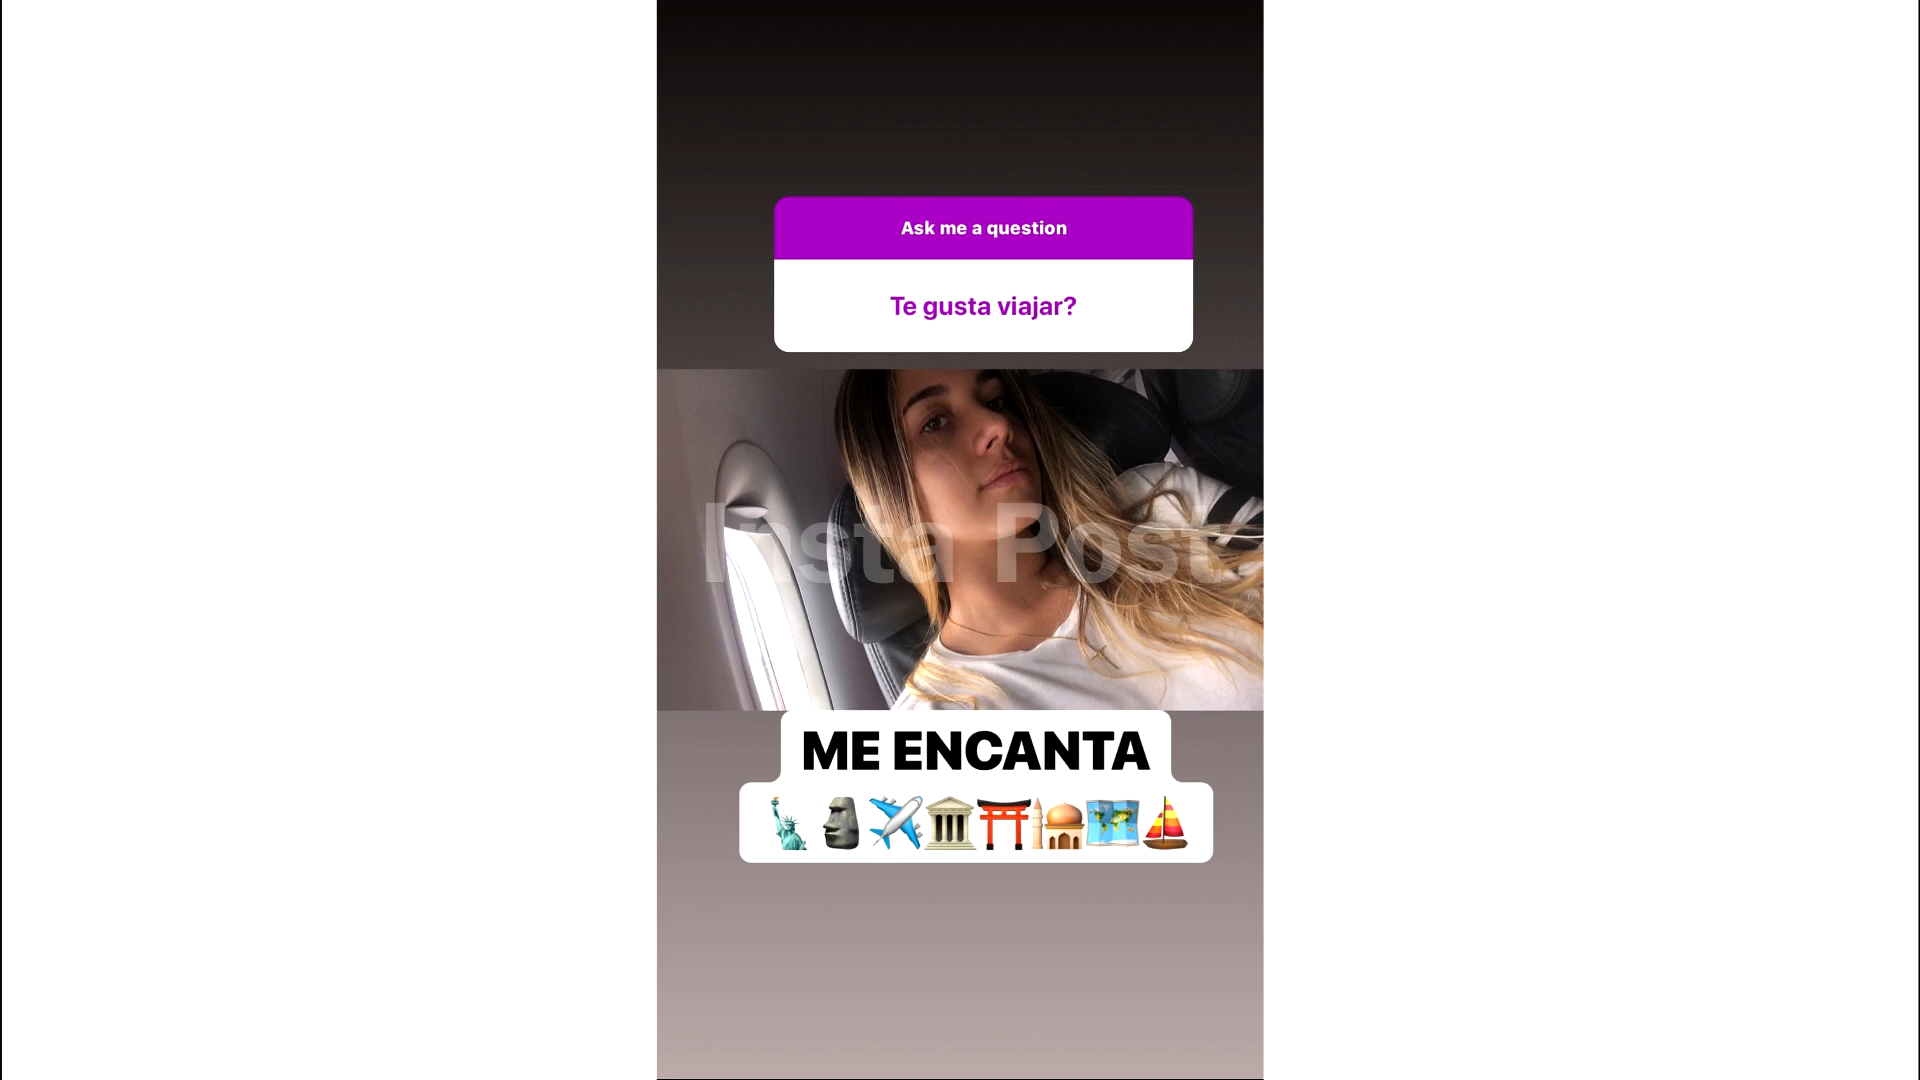 Ask me a question
Te gusta viajar?
Insta Post
ME ENCANTA
🗽🗿✈️🏛️⛩️🕌🗺️⛵